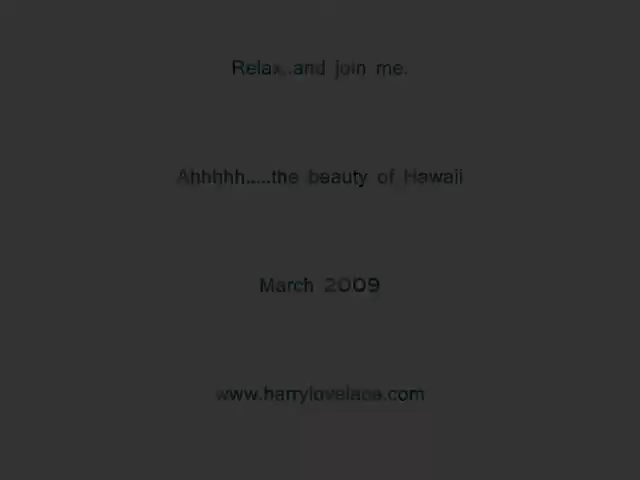 Relax..and join me.
Ahhhhh.....the beauty of Hawaii
March 2009
www.harrylovelace.com